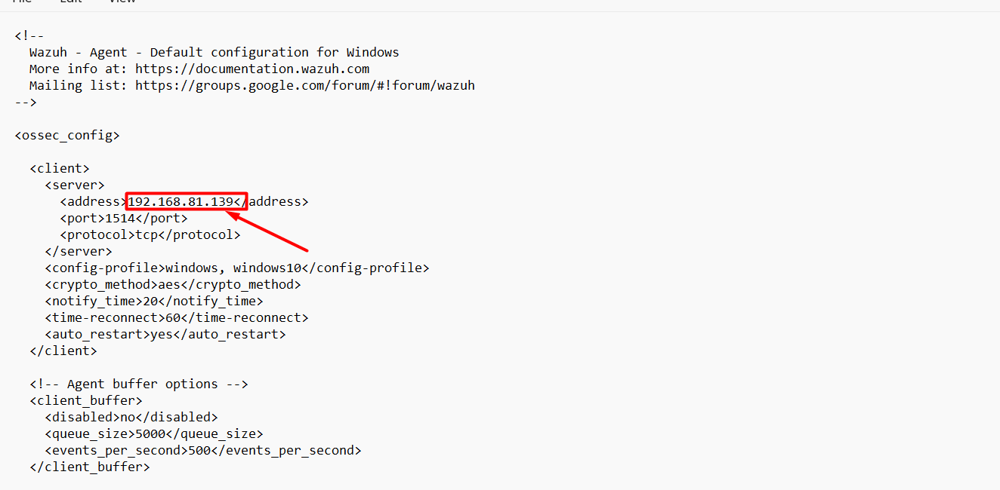 File Edit View
<!--
  Wazuh - Agent - Default configuration for Windows
  More info at: https://documentation.wazuh.com
  Mailing list: https://groups.google.com/forum/#!forum/wazuh
-->
<ossec_config>
  <client>
    <server>
      <address>192.168.81.139</address>
      <port>1514</port>
      <protocol>tcp</protocol>
    </server>
    <config-profile>windows, windows10</config-profile>
    <crypto_method>aes</crypto_method>
    <notify_time>20</notify_time>
    <time-reconnect>60</time-reconnect>
    <auto_restart>yes</auto_restart>
  </client>
  <!-- Agent buffer options -->
  <client_buffer>
    <disabled>no</disabled>
    <queue_size>5000</queue_size>
    <events_per_second>500</events_per_second>
  </client_buffer>